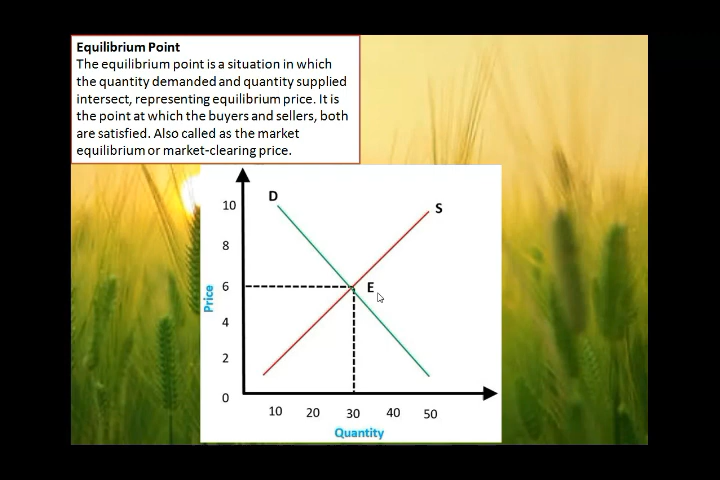 Equilibrium Point
The equilibrium point is a situation in which
the quantity demanded and quantity supplied
intersect, representing equilibrium price. It is
the point at which the buyers and sellers, both
are satisfied. Also called as the market
equilibrium or market-clearing price.
D
S
10
8
6
E
4
2
0
Price
10 20 30 40 50
Quantity